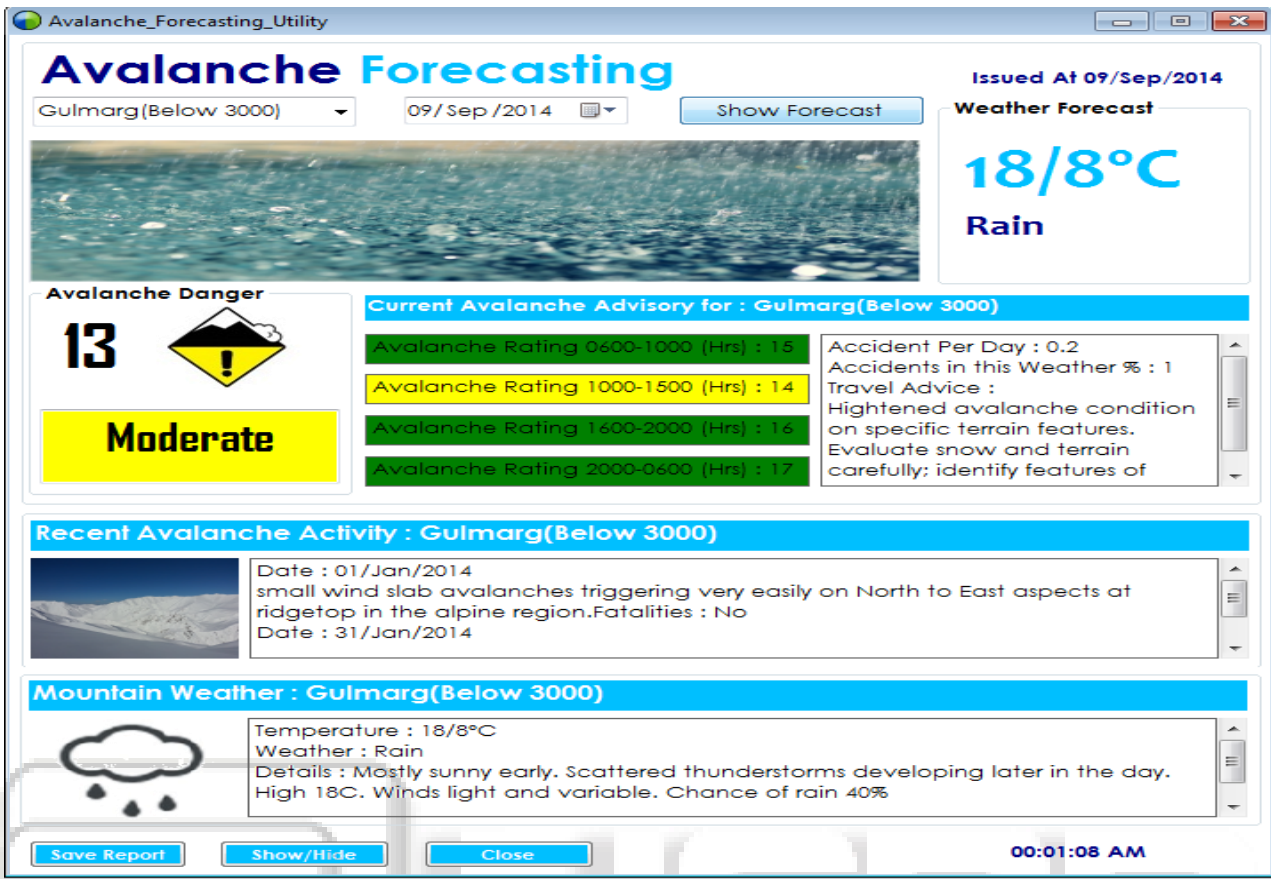 Avalanche_Forecasting_Utility
Avalanche Forecasting
Issued At 09/Sep/2014
Gulmarg(Below 3000)
09/Sep /2014
Show Forecast
Weather Forecast
18/8°C
Rain
Avalanche Danger
13
!
Moderate
Current Avalanche Advisory for : Gulmarg(Below 3000)
Avalanche Rating 0600-1000 (Hrs) : 15
Avalanche Rating 1000-1500 (Hrs) : 14
Avalanche Rating 1600-2000 (Hrs) : 16
Avalanche Rating 2000-0600 (Hrs) : 17
Accident Per Day : 0.2
Accidents in this Weather % : 1
Travel Advice :
Hightened avalanche condition
on specific terrain features.
Evaluate snow and terrain
carefully; identify features of
Recent Avalanche Activity : Gulmarg(Below 3000)
Date : 01/Jan/2014
small wind slab avalanches triggering very easily on North to East aspects at
ridgetop in the alpine region.Fatalities : No
Date : 31/Jan/2014
Mountain Weather : Gulmarg(Below 3000)
Temperature : 18/8°C
Weather : Rain
Details : Mostly sunny early. Scattered thunderstorms developing later in the day.
High 18C. Winds light and variable. Chance of rain 40%
Save Report
Show/Hide
Close
00:01:08 AM